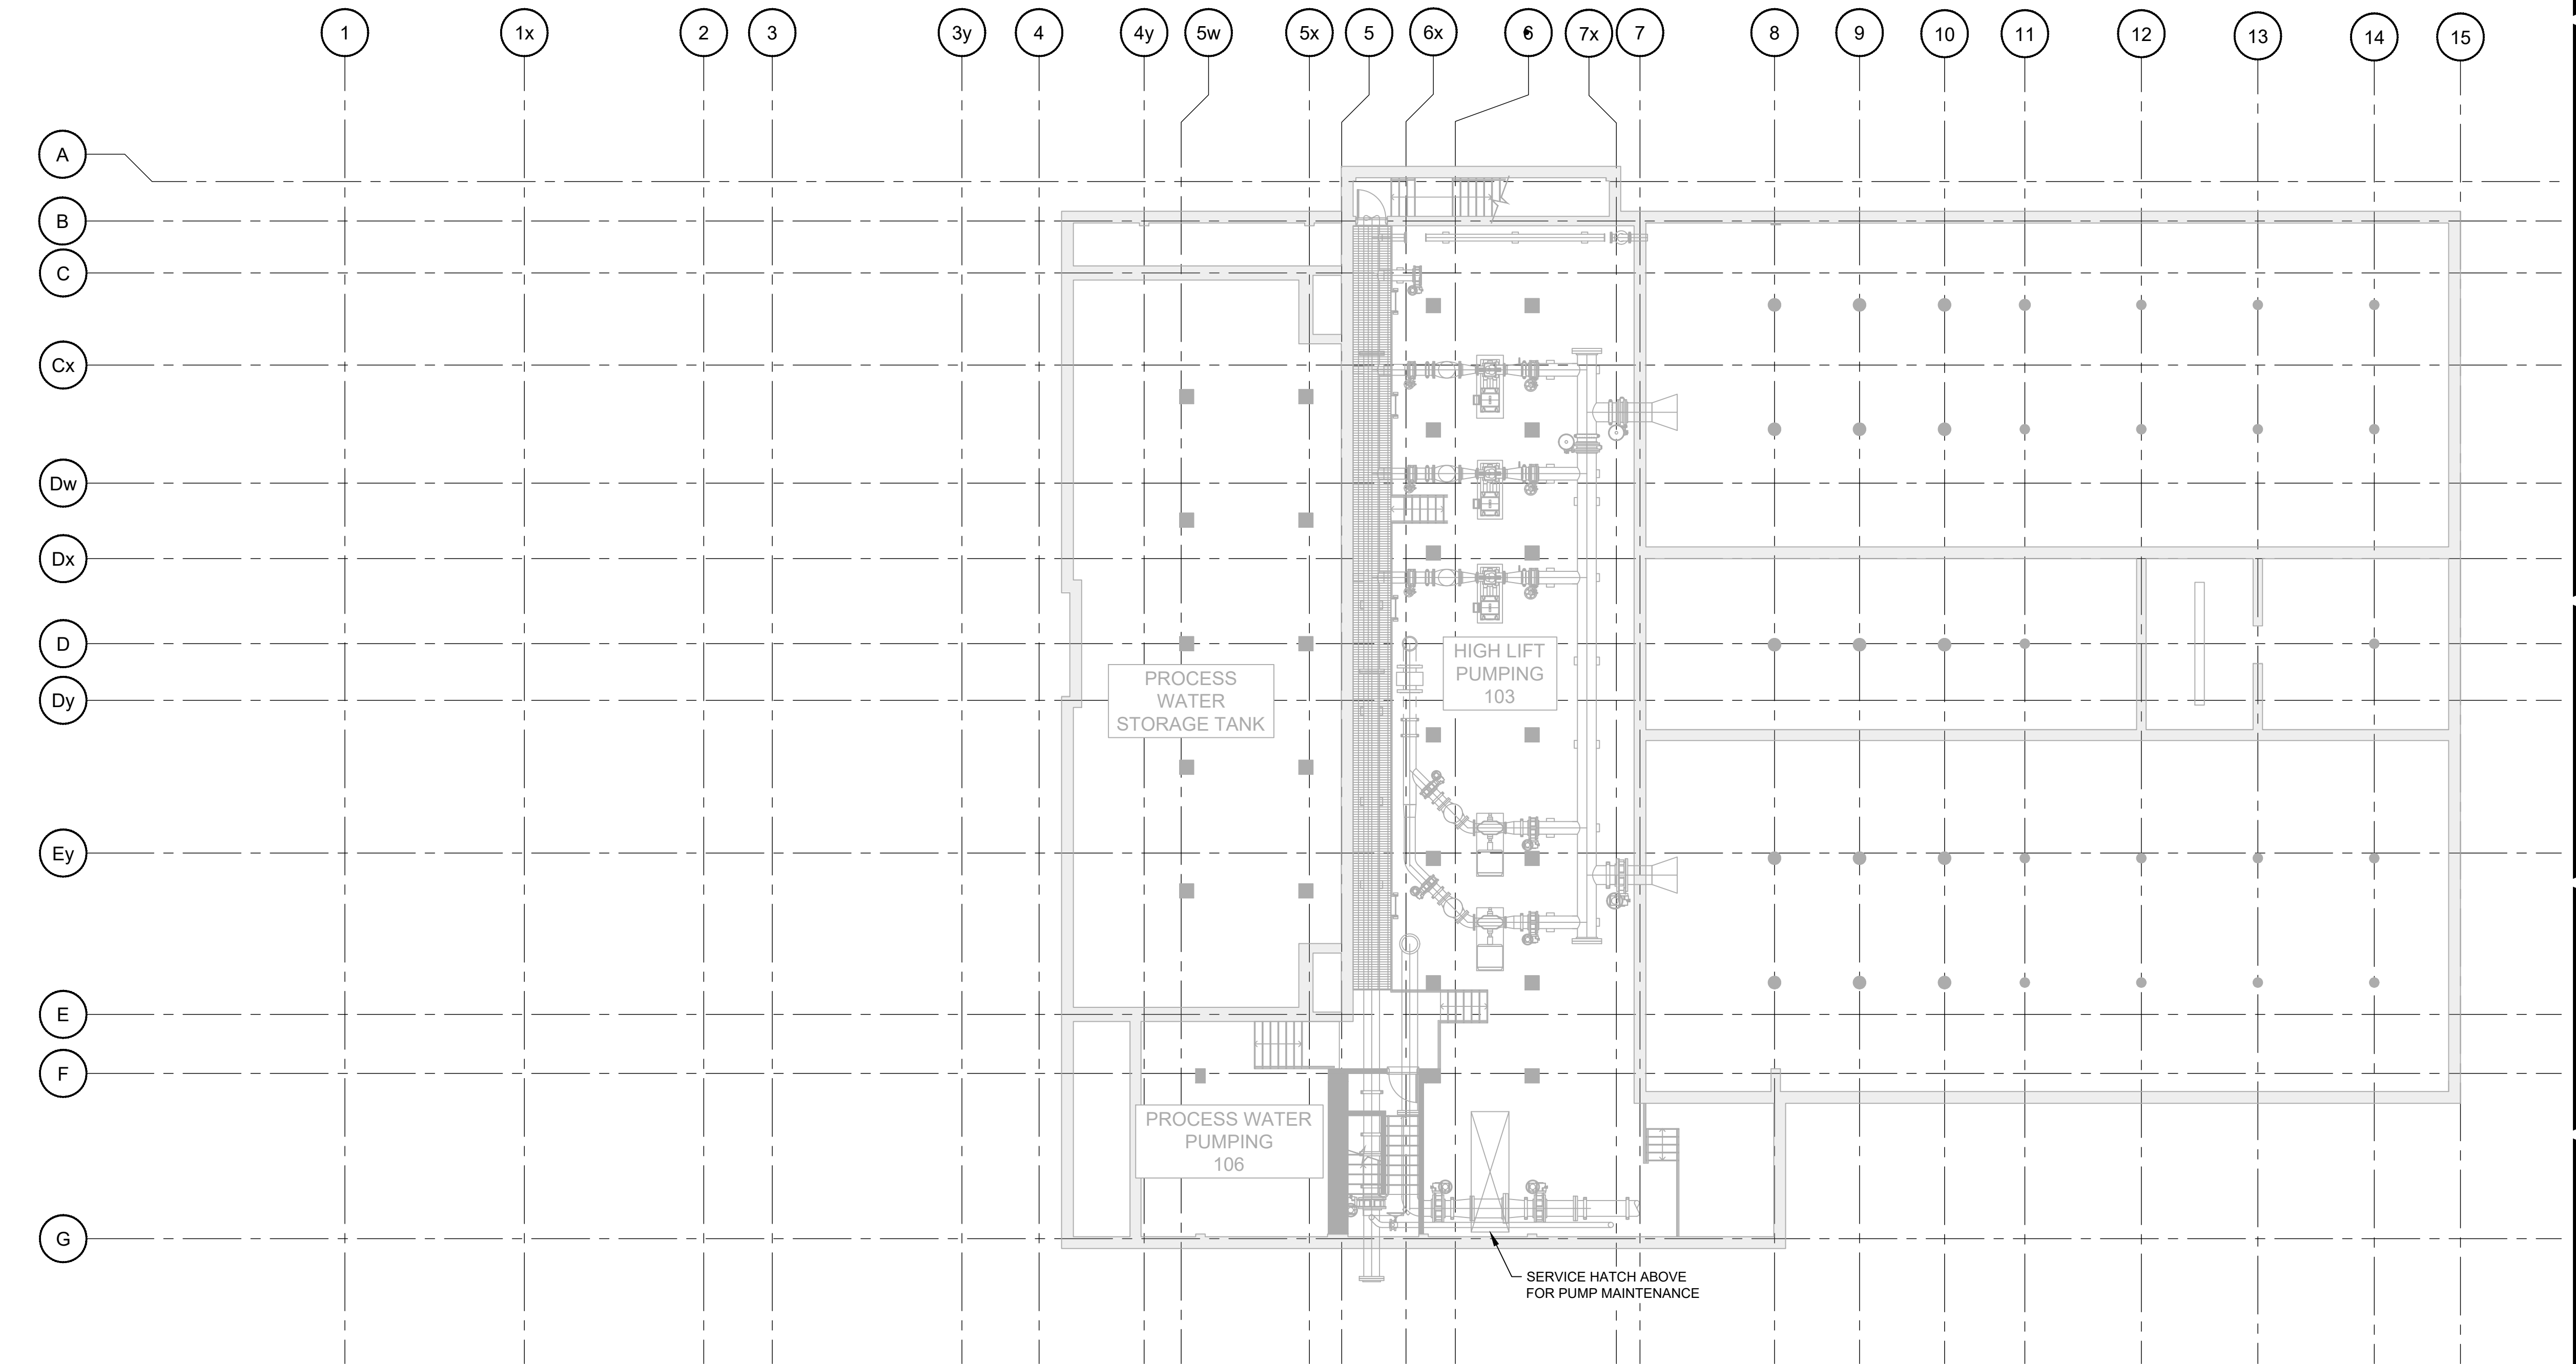 1
1x
2
3
3y
4
4y
5w
5x
5
6x
6
7x
7
8
9
10
11
12
13
14
15
A
B
C
Cx
Dw
Dx
D
Dy
Ey
E
F
G
PROCESS
WATER
STORAGE TANK
HIGH LIFT
PUMPING
103
PROCESS WATER
PUMPING
106
SERVICE HATCH ABOVE
FOR PUMP MAINTENANCE